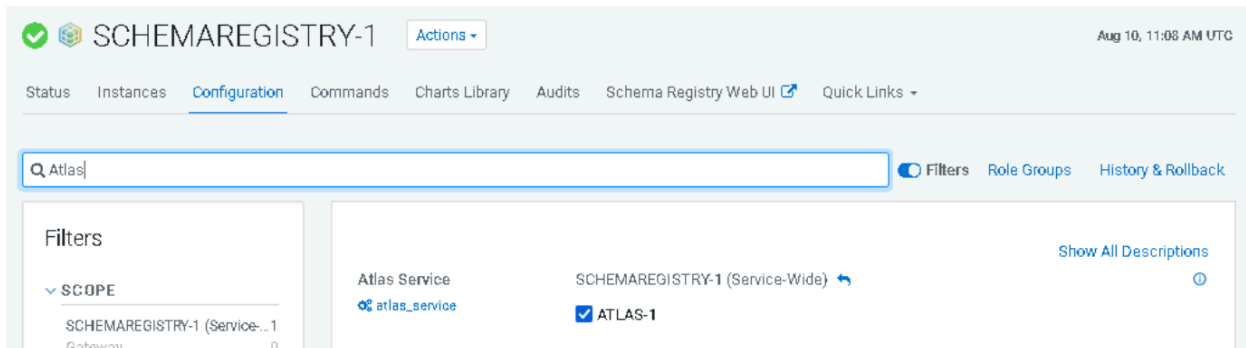 SCHEMAREGISTRY-1 Actions Aug 10, 11:08 AM UTC
Status Instances Configuration Commands Charts Library Audits Schema Registry Web UI Quick Links
Atlas Filters Role Groups History & Rollback
Filters
Show All Descriptions
Atlas Service SCHEMAREGISTRY-1 (Service-Wide)
SCOPE
atlas_service ATLAS-1
SCHEMAREGISTRY-1 (Service-... 1
Gateway 0